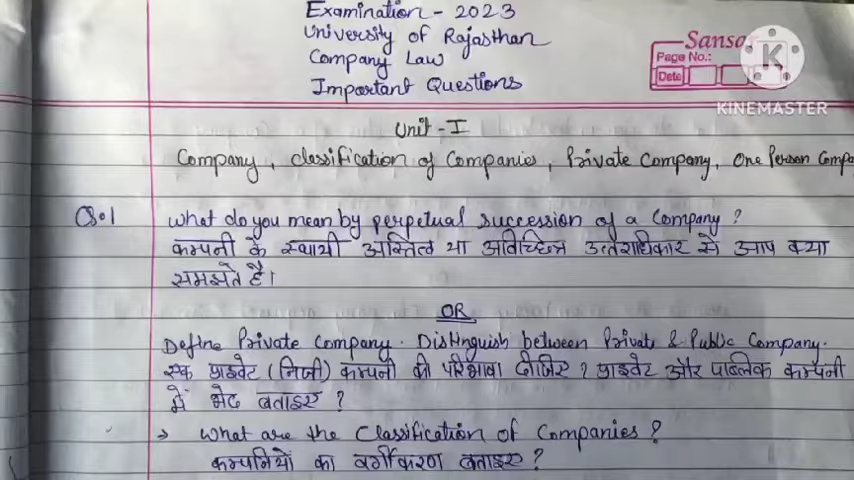 Examination - 2023
University of Rajasthan
Company Law
Important Questions
Sansa
Page No.:
Date
K
KINEMASTER
Unit - I
Company, Classification of Companies, Private Company, One Person Compa
Q.1 What do you mean by perpetual succession of a Company?
कम्पनी के स्थायी अस्तित्व या अविच्छिन्न उत्तराधिकार से आप क्या
समझते है।
OR
Define Private Company. Distinguish between Private & Public Company.
एक प्राइवेट (निजी) कम्पनी की परिभाषा दीजिए? प्राइवेट और पब्लिक कम्पनी
में भेद बताइए?
→ What are the Classification of Companies?
कम्पनियों का वर्गीकरण बताइए?